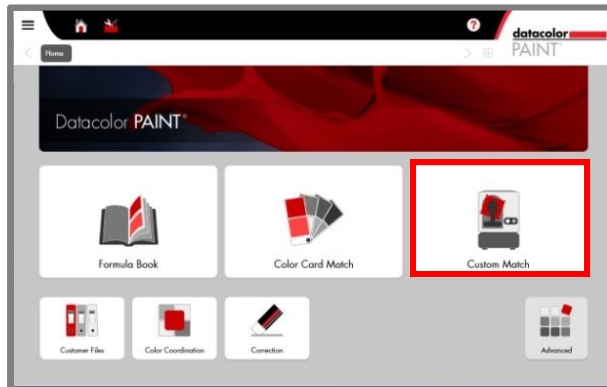 ?
datacolor
PAINT
Home
Datacolor PAINT®
Formula Book
Color Card Match
Custom Match
Customer Files
Color Coordination
Correction
Advanced